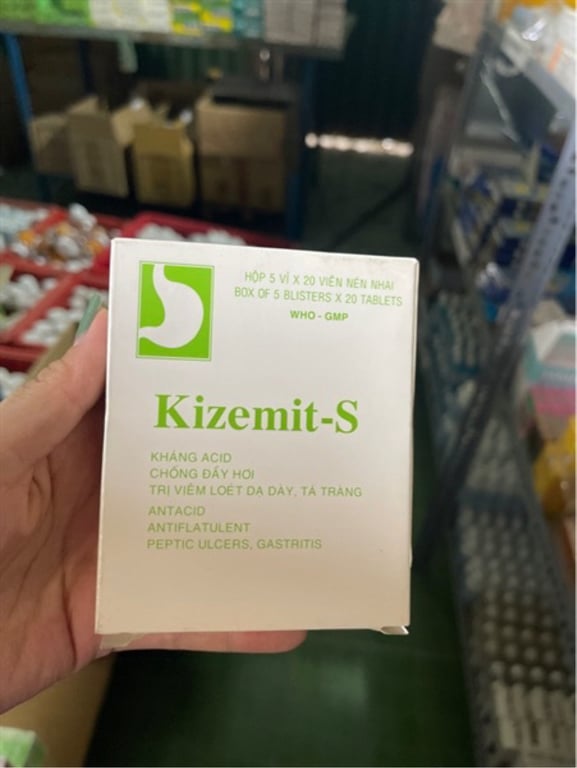 HỘP 5 VỈ X 20 VIÊN NÉN NHAI
BOX OF 5 BLISTERS X 20 TABLETS
WHO - GMP
Kizemit-S
KHÁNG ACID
CHỐNG ĐẦY HƠI
TRỊ VIÊM LOÉT DẠ DÀY, TÁ TRÀNG
ANTACID
ANTIFLATULENT
PEPTIC ULCERS, GASTRITIS